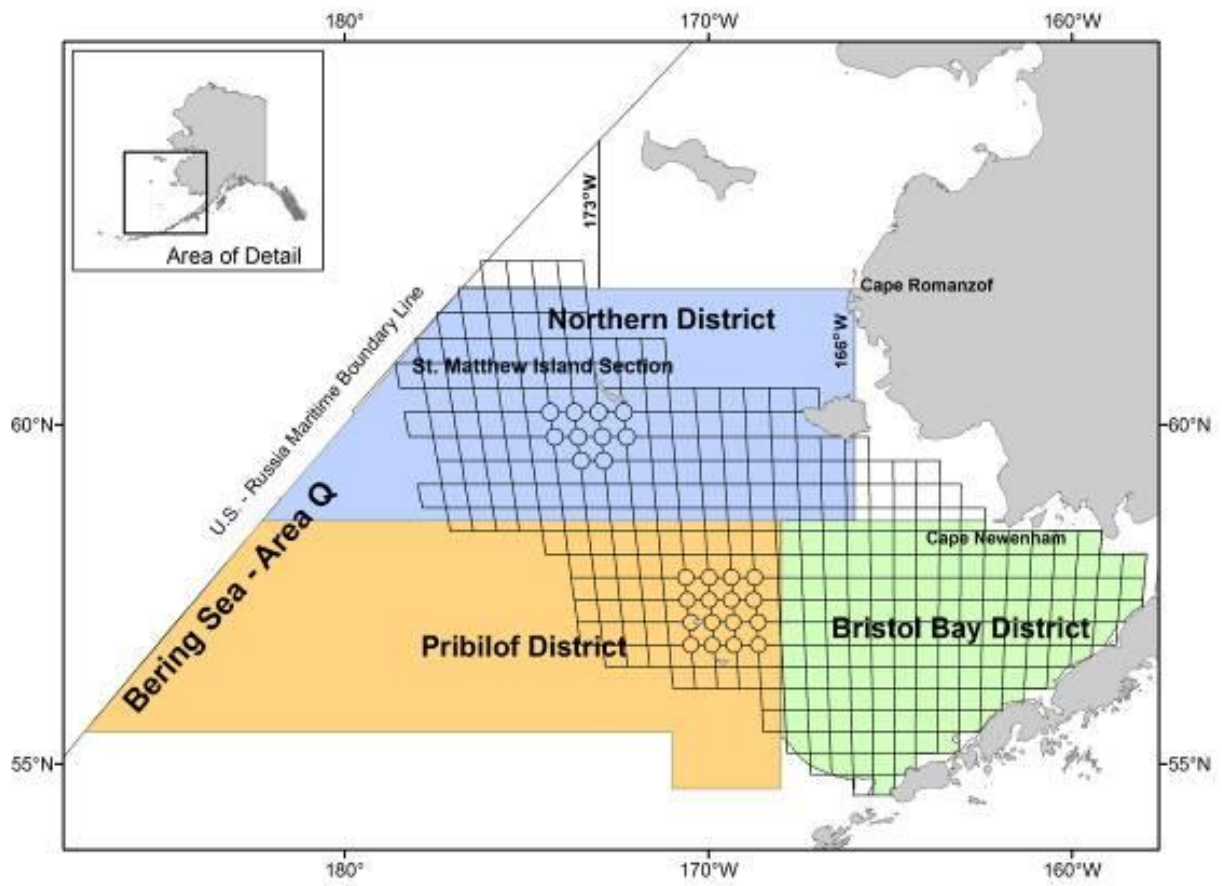 180°
170°W
160°W
Area of Detail
173°W
Cape Romanzof
Northern District
166°W
St. Matthew Island Section
U.S. - Russia Maritime Boundary Line
60°N
60°N
Bering Sea - Area Q
Cape Newenham
Pribilof District
Bristol Bay District
55°N
55°N
180°
170°W
160°W